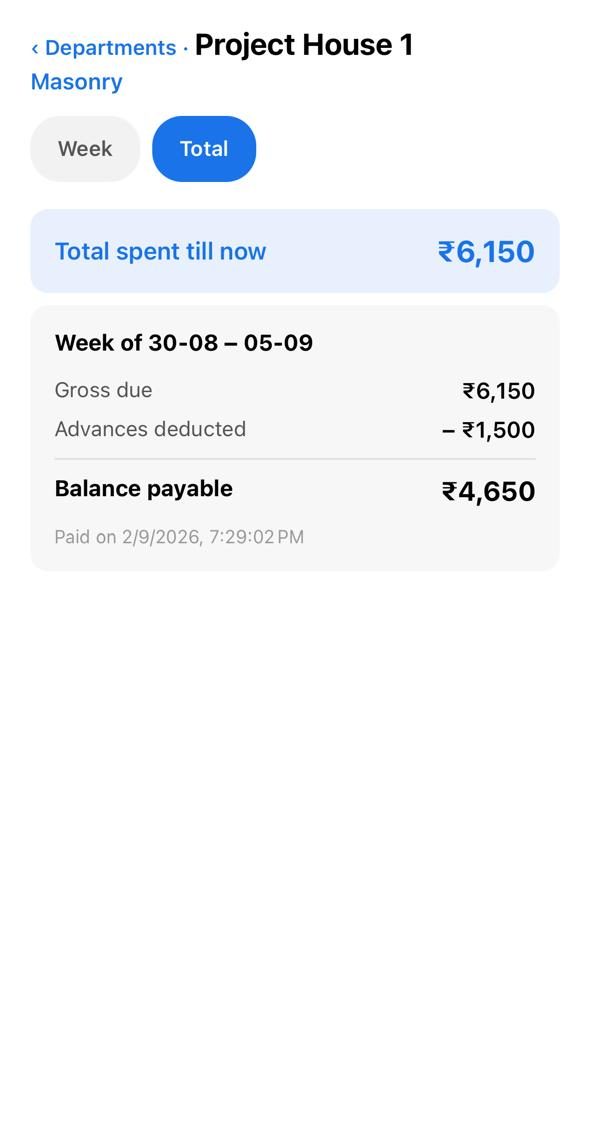 ‹ Departments · Project House 1
Masonry
Week Total
Total spent till now ₹6,150
Week of 30-08 – 05-09
Gross due ₹6,150
Advances deducted – ₹1,500
Balance payable ₹4,650
Paid on 2/9/2026, 7:29:02 PM